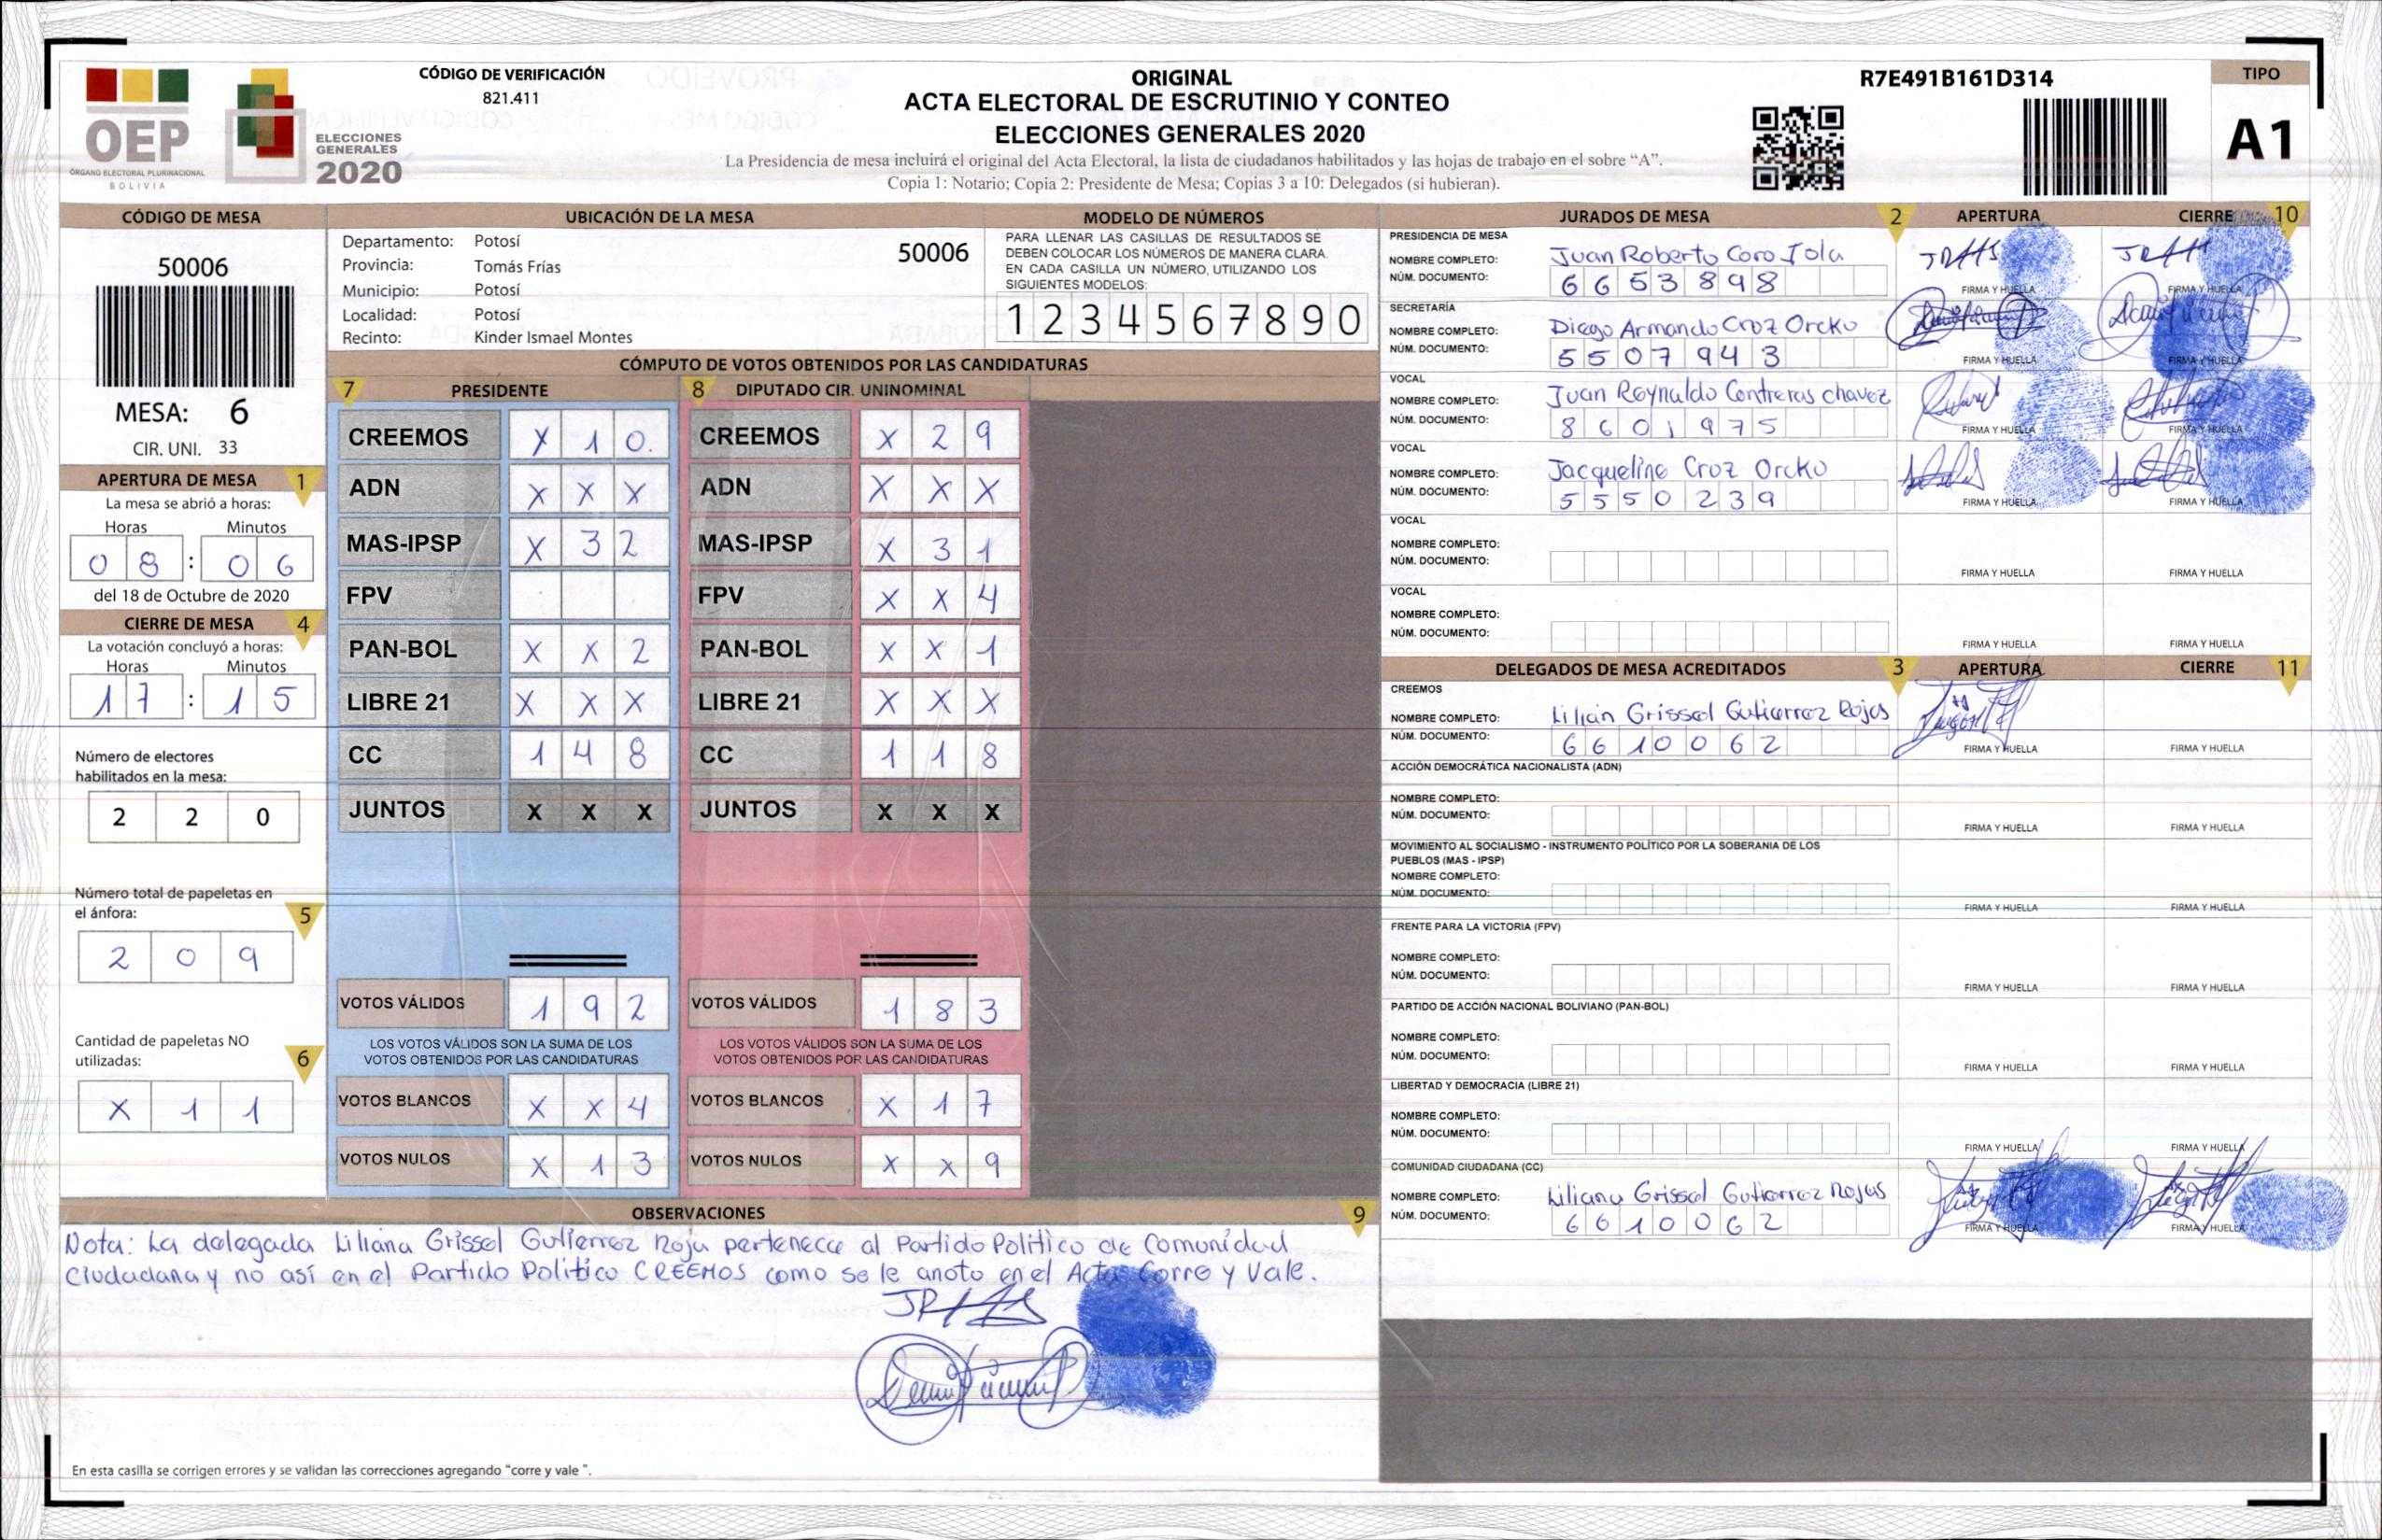 CÓDIGO DE VERIFICACIÓN
821.411
OEP
ÓRGANO ELECTORAL PLURINACIONAL
BOLIVIA
ELECCIONES
GENERALES
2020
ORIGINAL
ACTA ELECTORAL DE ESCRUTINIO Y CONTEO
ELECCIONES GENERALES 2020
La Presidencia de mesa incluirá el original del Acta Electoral, la lista de ciudadanos habilitados y las hojas de trabajo en el sobre “A”.
Copia 1: Notario; Copia 2: Presidente de Mesa; Copias 3 a 10: Delegados (si hubieran).
R7E491B161D314
TIPO
A1
CÓDIGO DE MESA
50006
MESA: 6
CIR. UNI. 33
APERTURA DE MESA 1
La mesa se abrió a horas:
Horas Minutos
0 8 : 0 6
del 18 de Octubre de 2020
CIERRE DE MESA 4
La votación concluyó a horas:
Horas Minutos
1 7 : 1 5
Número de electores
habilitados en la mesa:
2 2 0
Número total de papeletas en
el ánfora: 5
2 0 9
Cantidad de papeletas NO
utilizadas: 6
X 1 1
UBICACIÓN DE LA MESA
Departamento: Potosí 50006
Provincia: Tomás Frías
Municipio: Potosí
Localidad: Potosí
Recinto: Kinder Ismael Montes
MODELO DE NÚMEROS
PARA LLENAR LAS CASILLAS DE RESULTADOS SE
DEBEN COLOCAR LOS NÚMEROS DE MANERA CLARA.
EN CADA CASILLA UN NÚMERO, UTILIZANDO LOS
SIGUIENTES MODELOS:
1 2 3 4 5 6 7 8 9 0
CÓMPUTO DE VOTOS OBTENIDOS POR LAS CANDIDATURAS
7 PRESIDENTE
CREEMOS X 1 0.
ADN X X X
MAS-IPSP X 3 2
FPV
PAN-BOL X X 2
LIBRE 21 X X X
CC 1 4 8
JUNTOS X X X
VOTOS VÁLIDOS 1 9 2
LOS VOTOS VÁLIDOS SON LA SUMA DE LOS
VOTOS OBTENIDOS POR LAS CANDIDATURAS
VOTOS BLANCOS X X 4
VOTOS NULOS X 1 3
8 DIPUTADO CIR. UNINOMINAL
CREEMOS X 2 9
ADN X X X
MAS-IPSP X 3 1
FPV X X 4
PAN-BOL X X 1
LIBRE 21 X X X
CC 1 1 8
JUNTOS X X X
VOTOS VÁLIDOS 1 8 3
LOS VOTOS VÁLIDOS SON LA SUMA DE LOS
VOTOS OBTENIDOS POR LAS CANDIDATURAS
VOTOS BLANCOS X 1 7
VOTOS NULOS X X 9
OBSERVACIONES 9
Nota: La delegada Liliana Grissel Gutierrez Roja pertenece al Partido Politico de Comunidad
Ciudadana y no así en el Partido Politico CREEMOS como se le anoto en el Acta Corre y Vale.
En esta casilla se corrigen errores y se validan las correcciones agregando “corre y vale ”.
JURADOS DE MESA 2 APERTURA CIERRE 10
PRESIDENCIA DE MESA
NOMBRE COMPLETO: Juan Roberto Coro Jola
NÚM. DOCUMENTO: 6 6 5 3 8 9 8
FIRMA Y HUELLA FIRMA Y HUELLA
SECRETARÍA
NOMBRE COMPLETO: Diego Armando Cruz Orcko
NÚM. DOCUMENTO: 5 5 0 7 9 4 3
FIRMA Y HUELLA FIRMA Y HUELLA
VOCAL
NOMBRE COMPLETO: Juan Reynaldo Contreras chavez
NÚM. DOCUMENTO: 8 6 0 1 9 7 5
FIRMA Y HUELLA FIRMA Y HUELLA
VOCAL
NOMBRE COMPLETO: Jacqueline Cruz Orcko
NÚM. DOCUMENTO: 5 5 5 0 2 3 9
FIRMA Y HUELLA FIRMA Y HUELLA
VOCAL
NOMBRE COMPLETO:
NÚM. DOCUMENTO:
FIRMA Y HUELLA FIRMA Y HUELLA
VOCAL
NOMBRE COMPLETO:
NÚM. DOCUMENTO:
FIRMA Y HUELLA FIRMA Y HUELLA
DELEGADOS DE MESA ACREDITADOS 3 APERTURA CIERRE 11
CREEMOS
NOMBRE COMPLETO: Lilian Grissel Gutierrez Rojas
NÚM. DOCUMENTO: 6 6 1 0 0 6 2
FIRMA Y HUELLA FIRMA Y HUELLA
ACCIÓN DEMOCRÁTICA NACIONALISTA (ADN)
NOMBRE COMPLETO:
NÚM. DOCUMENTO:
FIRMA Y HUELLA FIRMA Y HUELLA
MOVIMIENTO AL SOCIALISMO - INSTRUMENTO POLÍTICO POR LA SOBERANIA DE LOS
PUEBLOS (MAS - IPSP)
NOMBRE COMPLETO:
NÚM. DOCUMENTO:
FIRMA Y HUELLA FIRMA Y HUELLA
FRENTE PARA LA VICTORIA (FPV)
NOMBRE COMPLETO:
NÚM. DOCUMENTO:
FIRMA Y HUELLA FIRMA Y HUELLA
PARTIDO DE ACCIÓN NACIONAL BOLIVIANO (PAN-BOL)
NOMBRE COMPLETO:
NÚM. DOCUMENTO:
FIRMA Y HUELLA FIRMA Y HUELLA
LIBERTAD Y DEMOCRACIA (LIBRE 21)
NOMBRE COMPLETO:
NÚM. DOCUMENTO:
FIRMA Y HUELLA FIRMA Y HUELLA
COMUNIDAD CIUDADANA (CC)
NOMBRE COMPLETO: Liliana Grissel Gutierrez Rojas
NÚM. DOCUMENTO: 6 6 1 0 0 6 2
FIRMA Y HUELLA FIRMA Y HUELLA